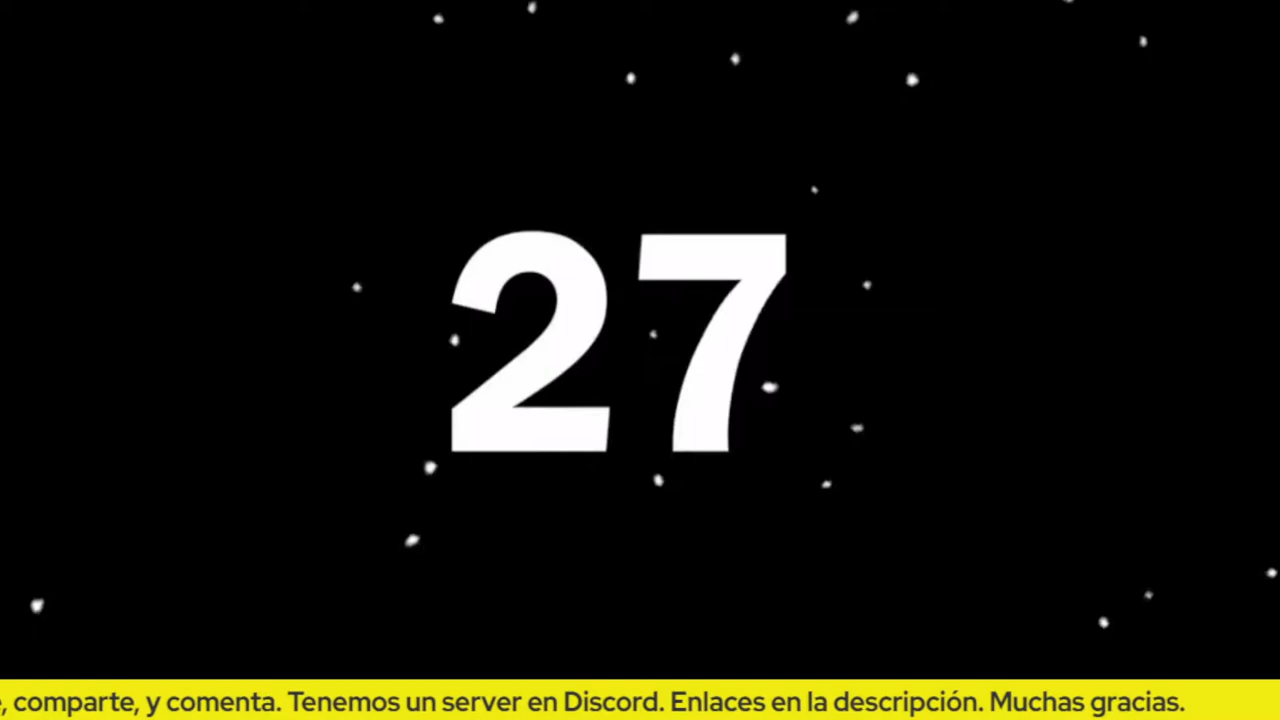 27
, comparte, y comenta. Tenemos un server en Discord. Enlaces en la descripción. Muchas gracias.